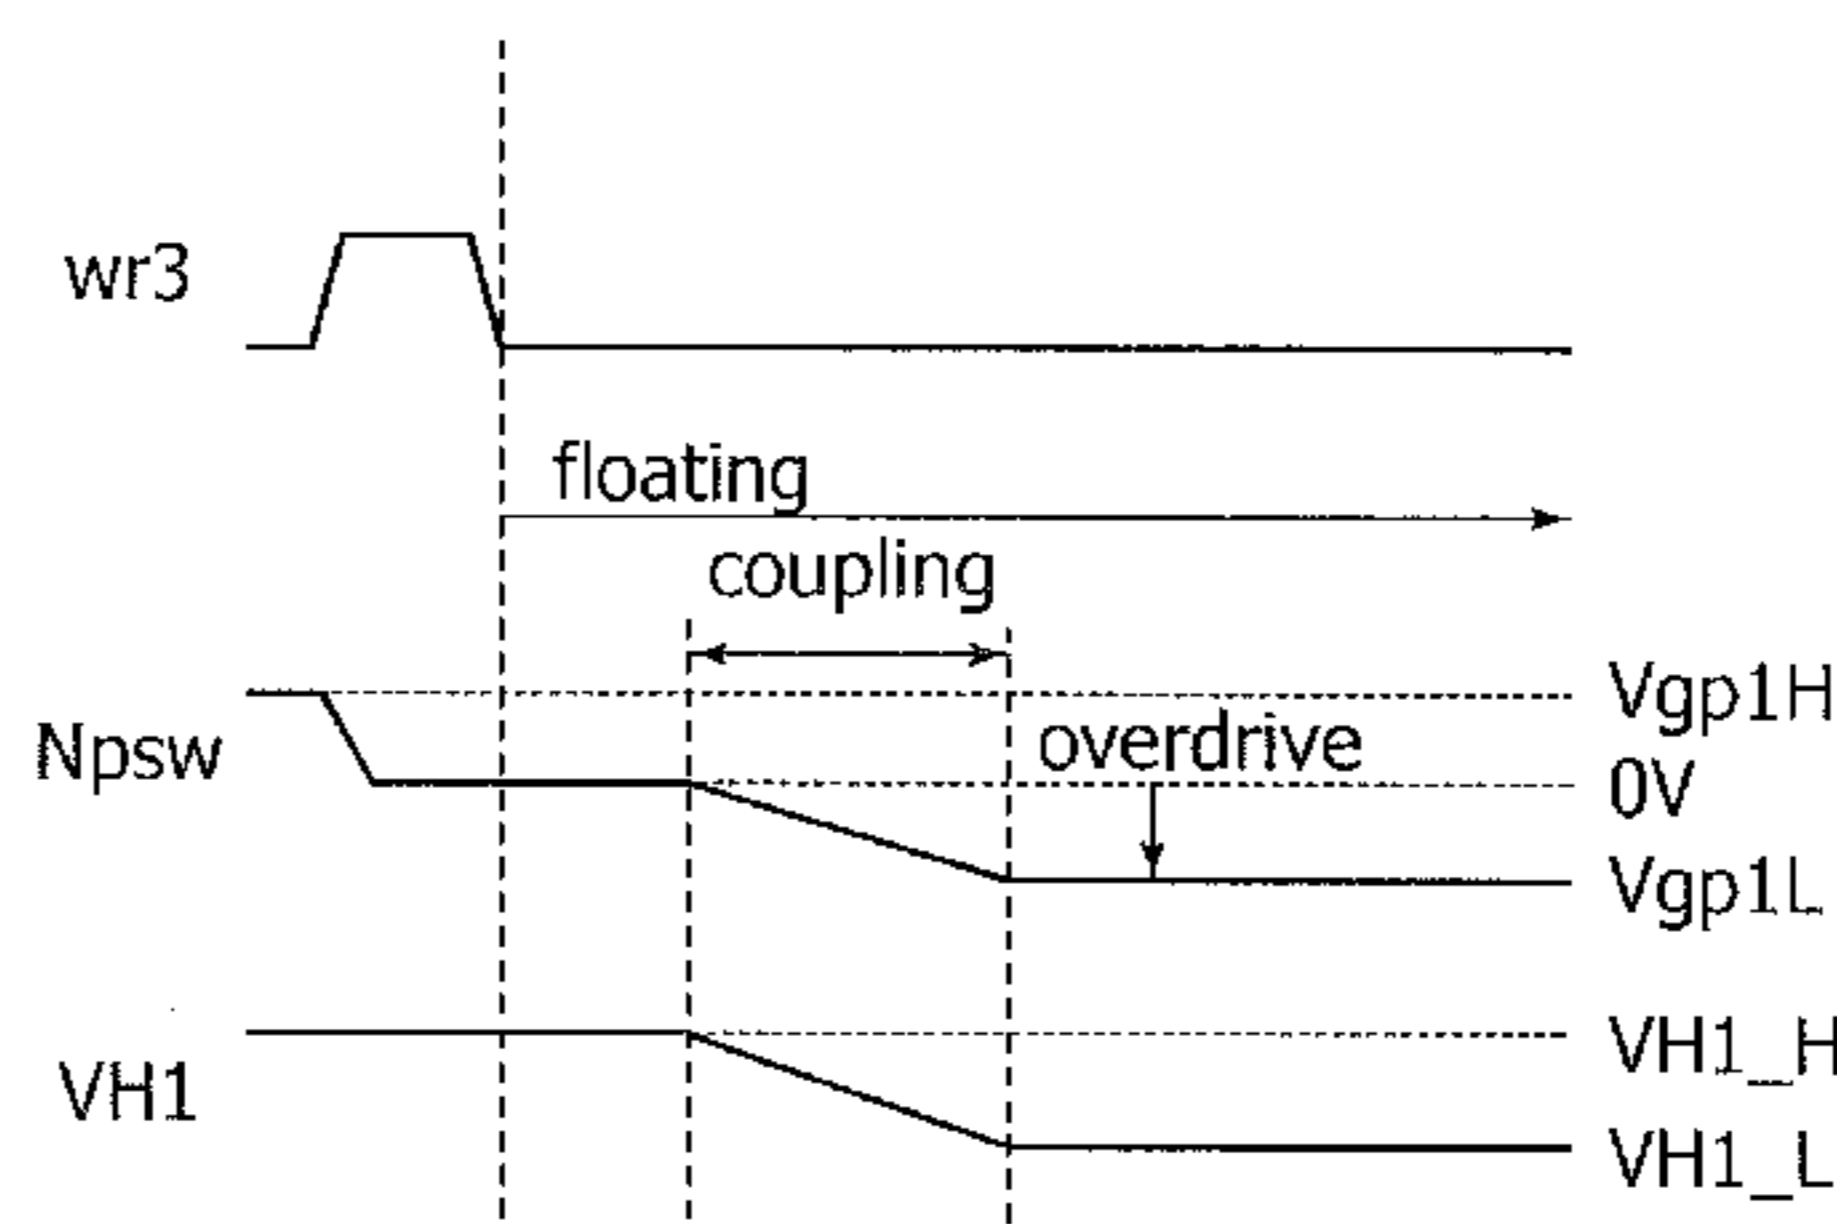 wr3
floating
coupling
Vgp1H
Npsw
overdrive
0V
Vgp1L
VH1_H
VH1
VH1_L